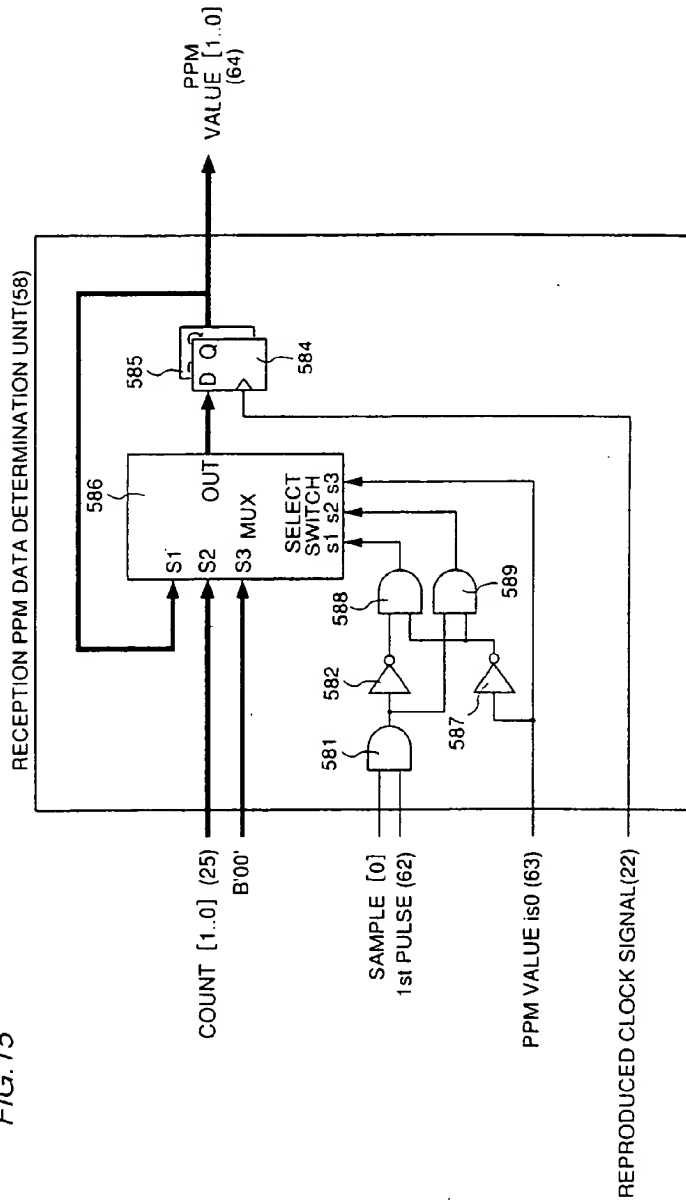 FIG. 15
RECEPTION PPM DATA DETERMINATION UNIT(58)
PPM
VALUE [1..0]
(64)
585
D Q
584
586
OUT
S1
S2
S3
MUX
SELECT
SWITCH
s1 s2 s3
588
589
582
581
587
COUNT [1..0] (25)
B'00'
SAMPLE [0]
1st PULSE (62)
PPM VALUE is0 (63)
REPRODUCED CLOCK SIGNAL(22)